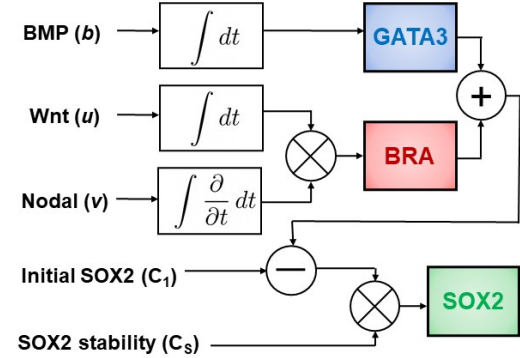 BMP (b)
∫ dt
GATA3
+
Wnt (u)
∫ dt
BRA
Nodal (v)
∫ ∂/∂t dt
Initial SOX2 (C₁)
−
SOX2
SOX2 stability (Cₛ)